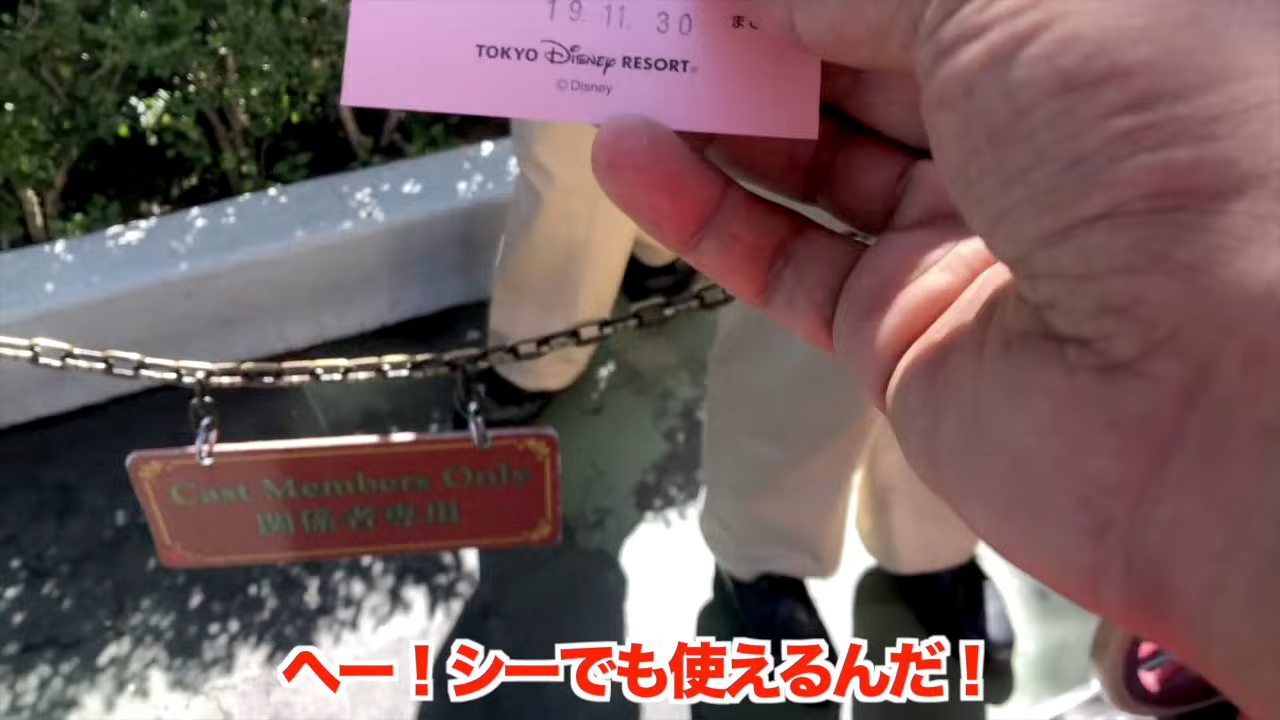 19. 11. 30
TOKYO Disney RESORT®
©Disney
Cast Members Only
関係者専用
へー！シーでも使えるんだ！